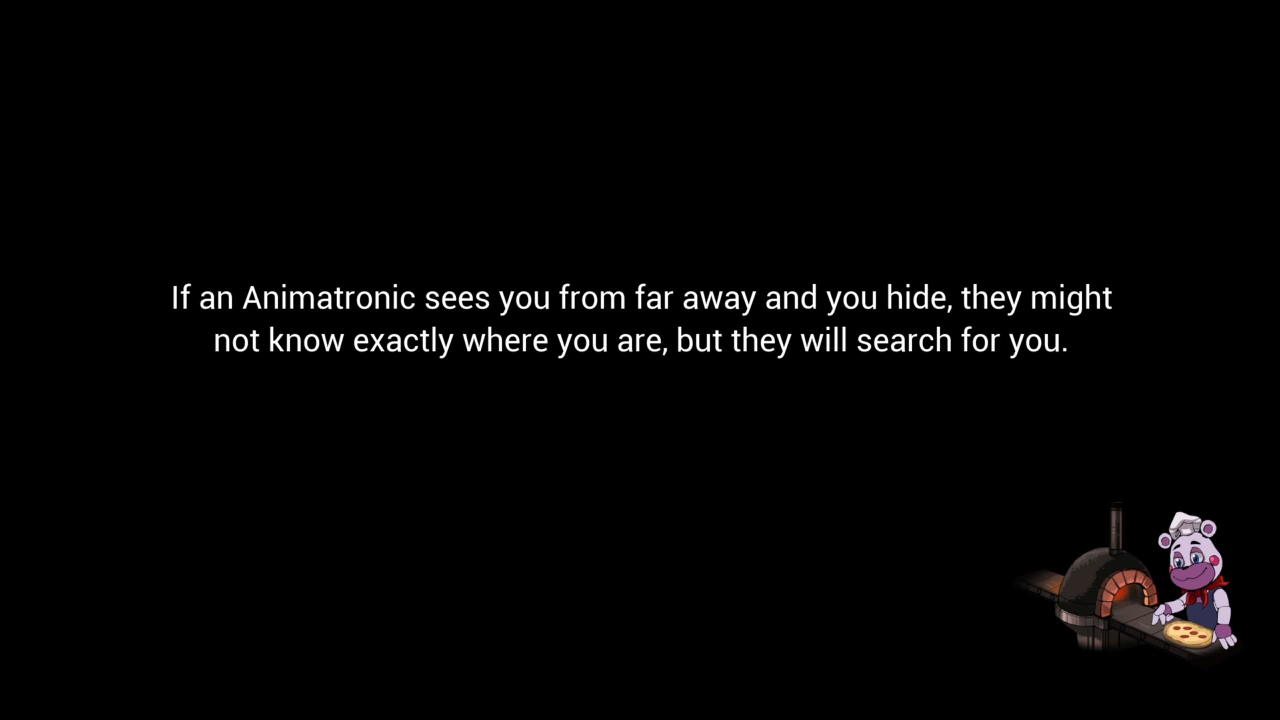 If an Animatronic sees you from far away and you hide, they might
not know exactly where you are, but they will search for you.